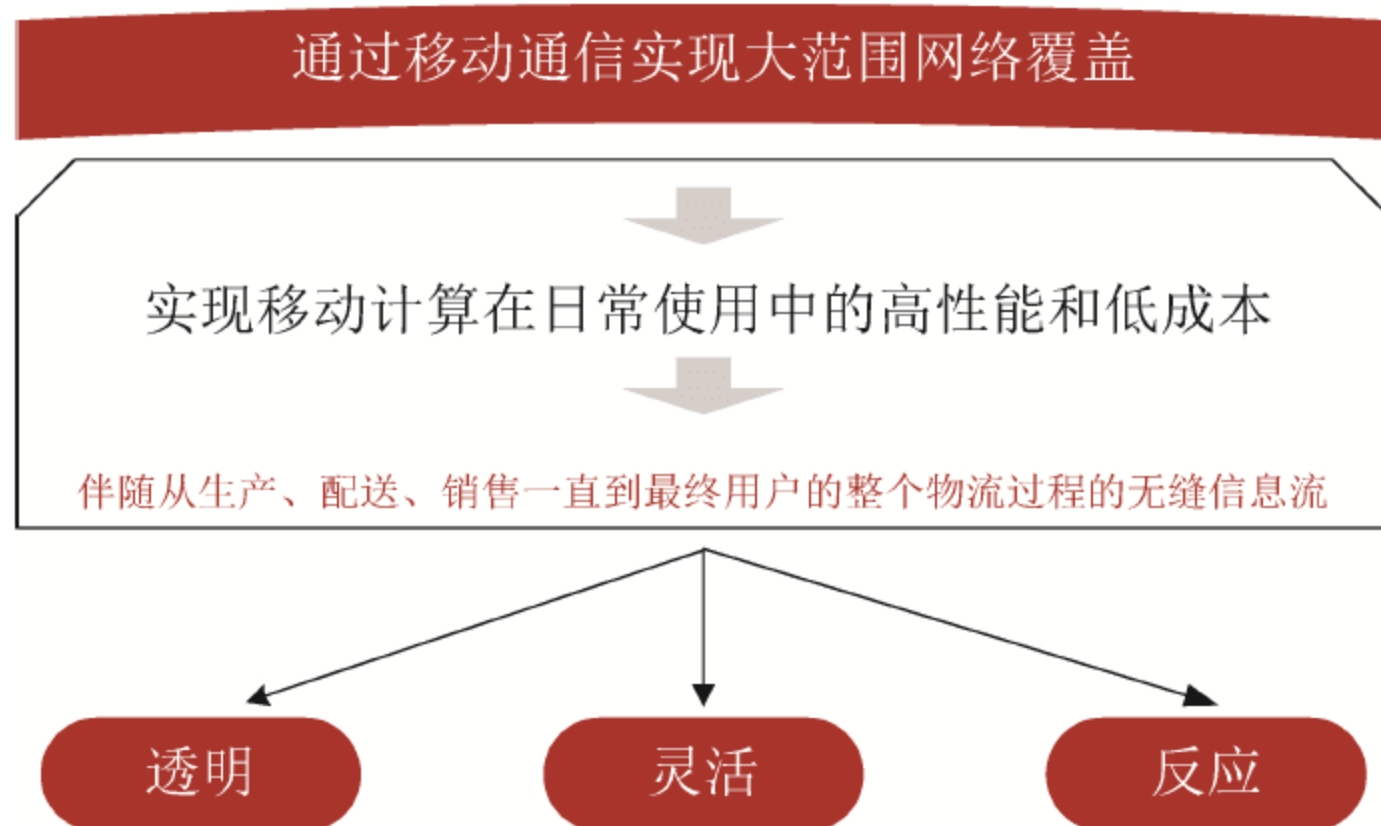 通过移动通信实现大范围网络覆盖
实现移动计算在日常使用中的高性能和低成本
伴随从生产、配送、销售一直到最终用户的整个物流过程的无缝信息流
透明
灵活
反应